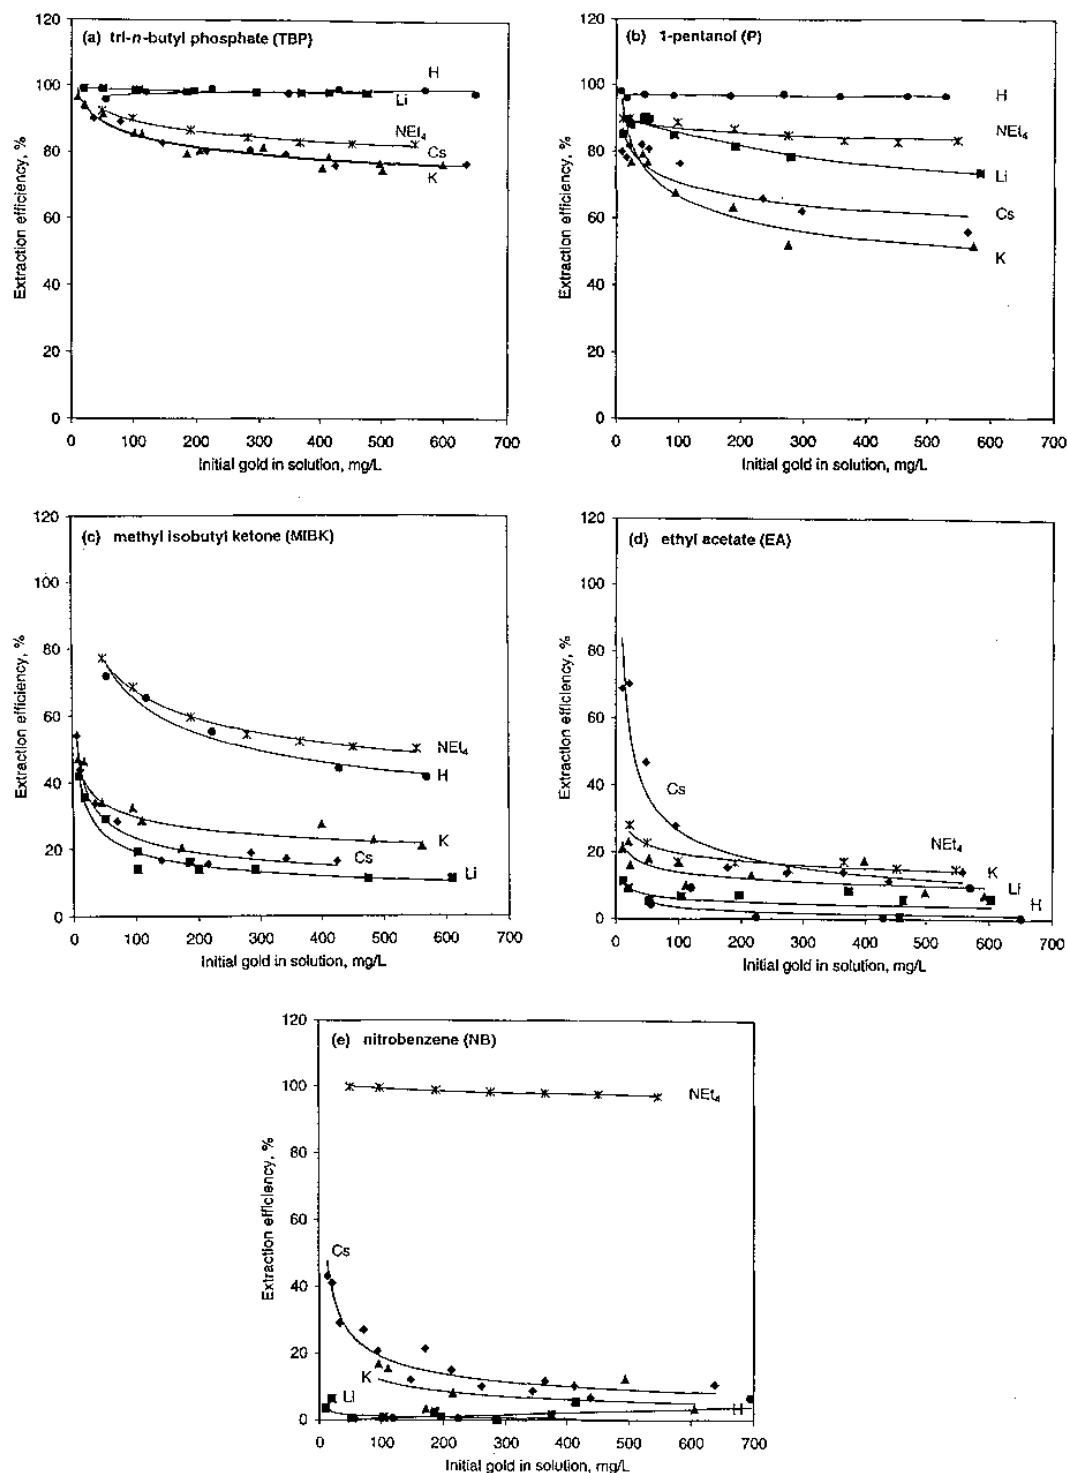 (a) tri-n-butyl phosphate (TBP)
120
100
80
60
40
20
0
Extraction efficiency, %
H
Li
NEt₄
Cs
K
0 100 200 300 400 500 600 700
Initial gold in solution, mg/L
(b) 1-pentanol (P)
120
100
80
60
40
20
0
Extraction efficiency, %
H
NEt₄
Li
Cs
K
0 100 200 300 400 500 600 700
Initial gold in solution, mg/L
(c) methyl isobutyl ketone (MIBK)
120
100
80
60
40
20
0
Extraction efficiency, %
NEt₄
H
K
Cs
Li
0 100 200 300 400 500 600 700
Initial gold in solution, mg/L
(d) ethyl acetate (EA)
120
100
80
60
40
20
0
Extraction efficiency, %
Cs
NEt₄
K
Li
H
0 100 200 300 400 500 600 700
Initial gold in solution, mg/L
(e) nitrobenzene (NB)
120
100
80
60
40
20
0
Extraction efficiency, %
NEt₄
Cs
K
Li
H
0 100 200 300 400 500 600 700
Initial gold in solution, mg/L